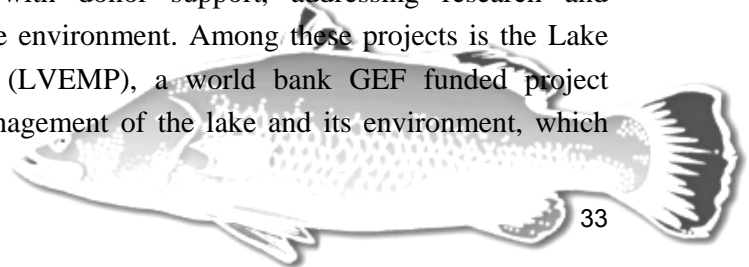 with donor support, addressing research and
e environment. Among these projects is the Lake
(LVEMP), a world bank GEF funded project
nagement of the lake and its environment, which
33